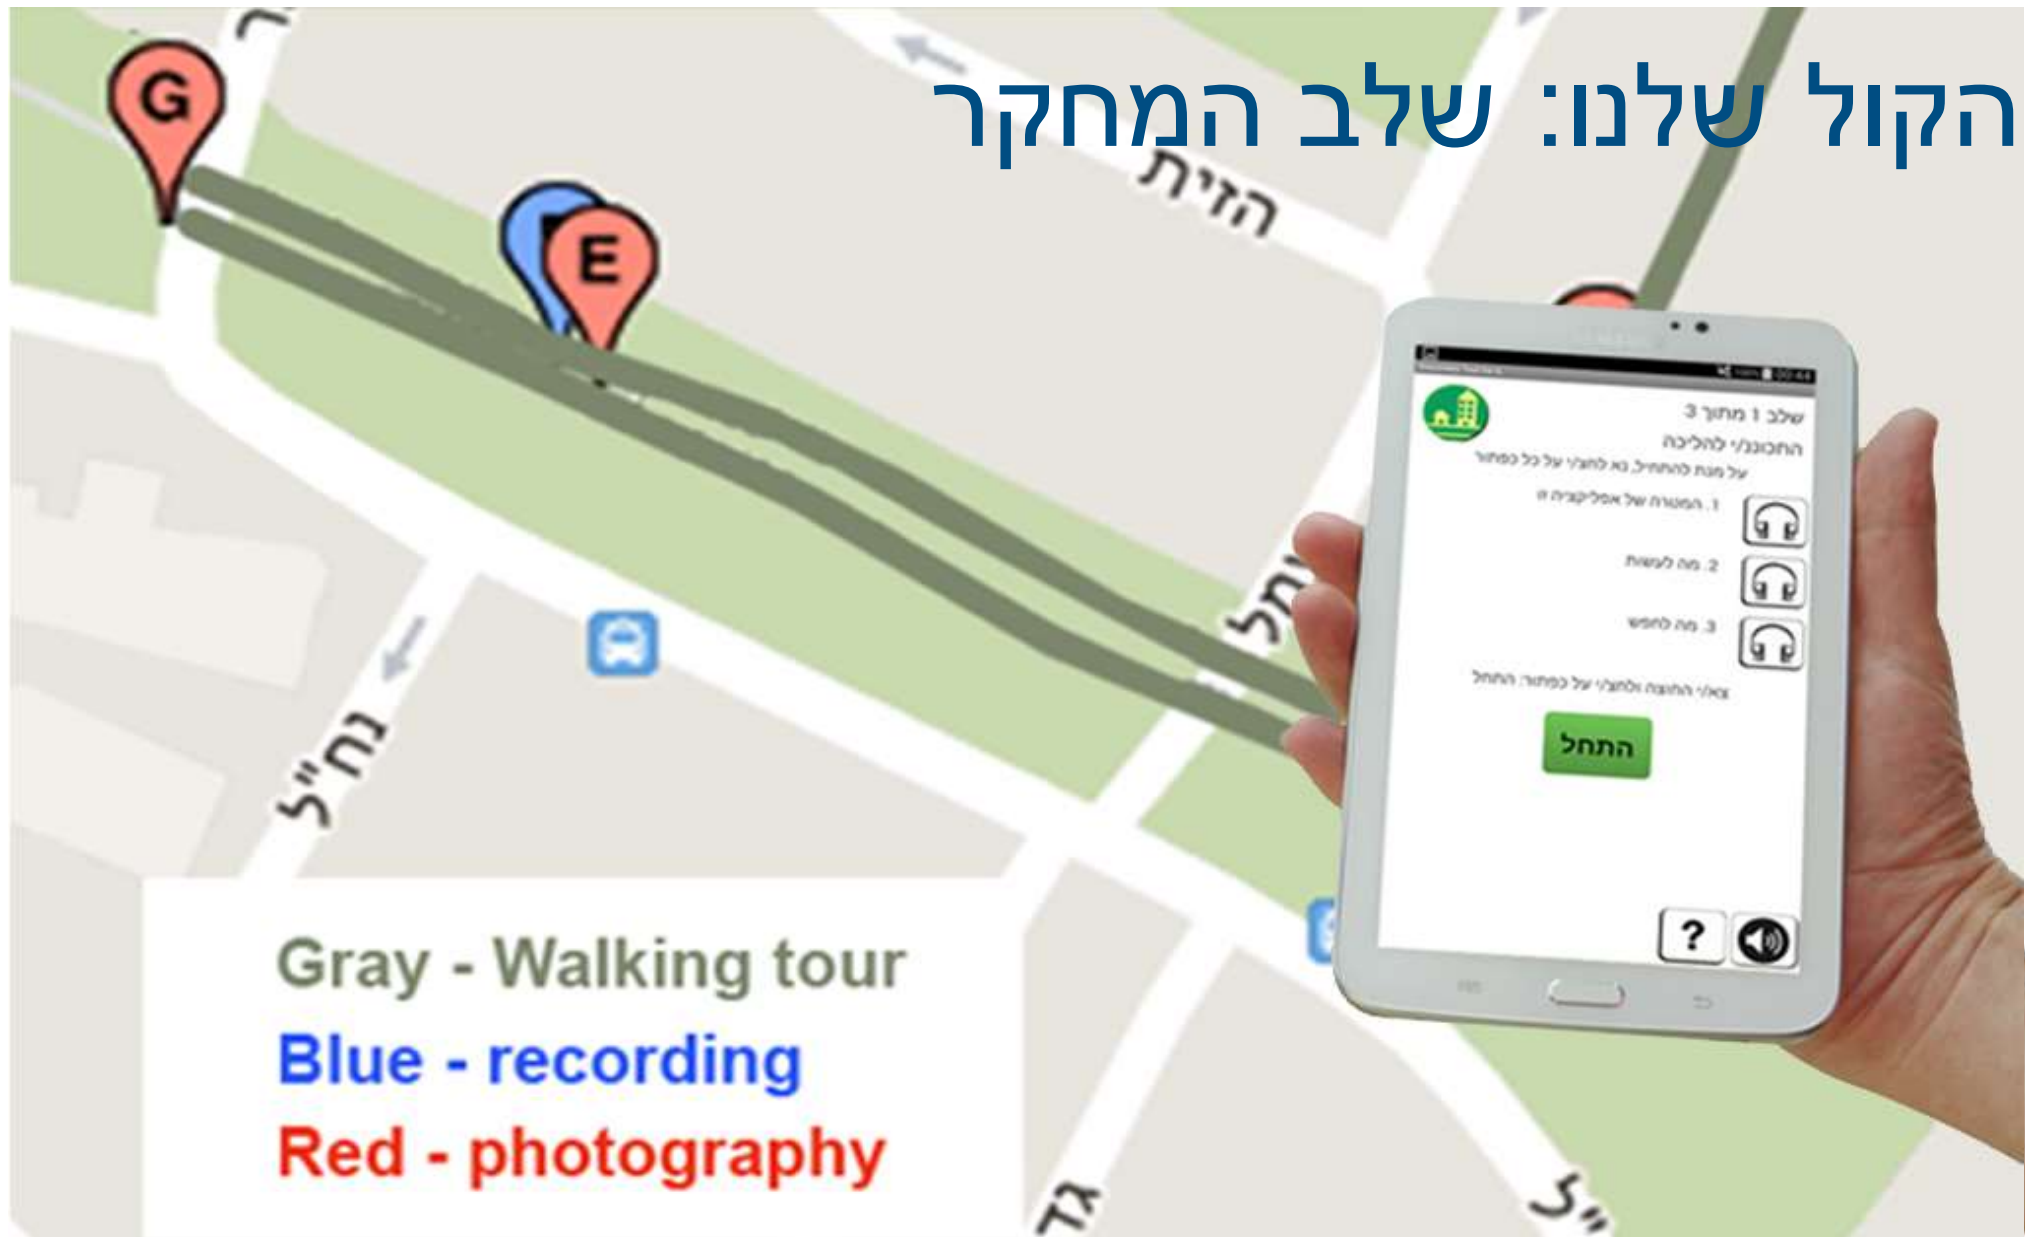 הקול שלנו: שלב המחקר
G
E
הזית
נח"ל
שלב 1 מתוך 3:
התכוננ/י להליכה
על מנת להתחיל, נא לחצ/י על כל כפתור
1. המטרה של אפליקציה זו
2. מה לעשות
3. מה לחפש
צא/י החוצה ולחצ/י על כפתור: התחל
התחל
?
Gray - Walking tour
Blue - recording
Red - photography